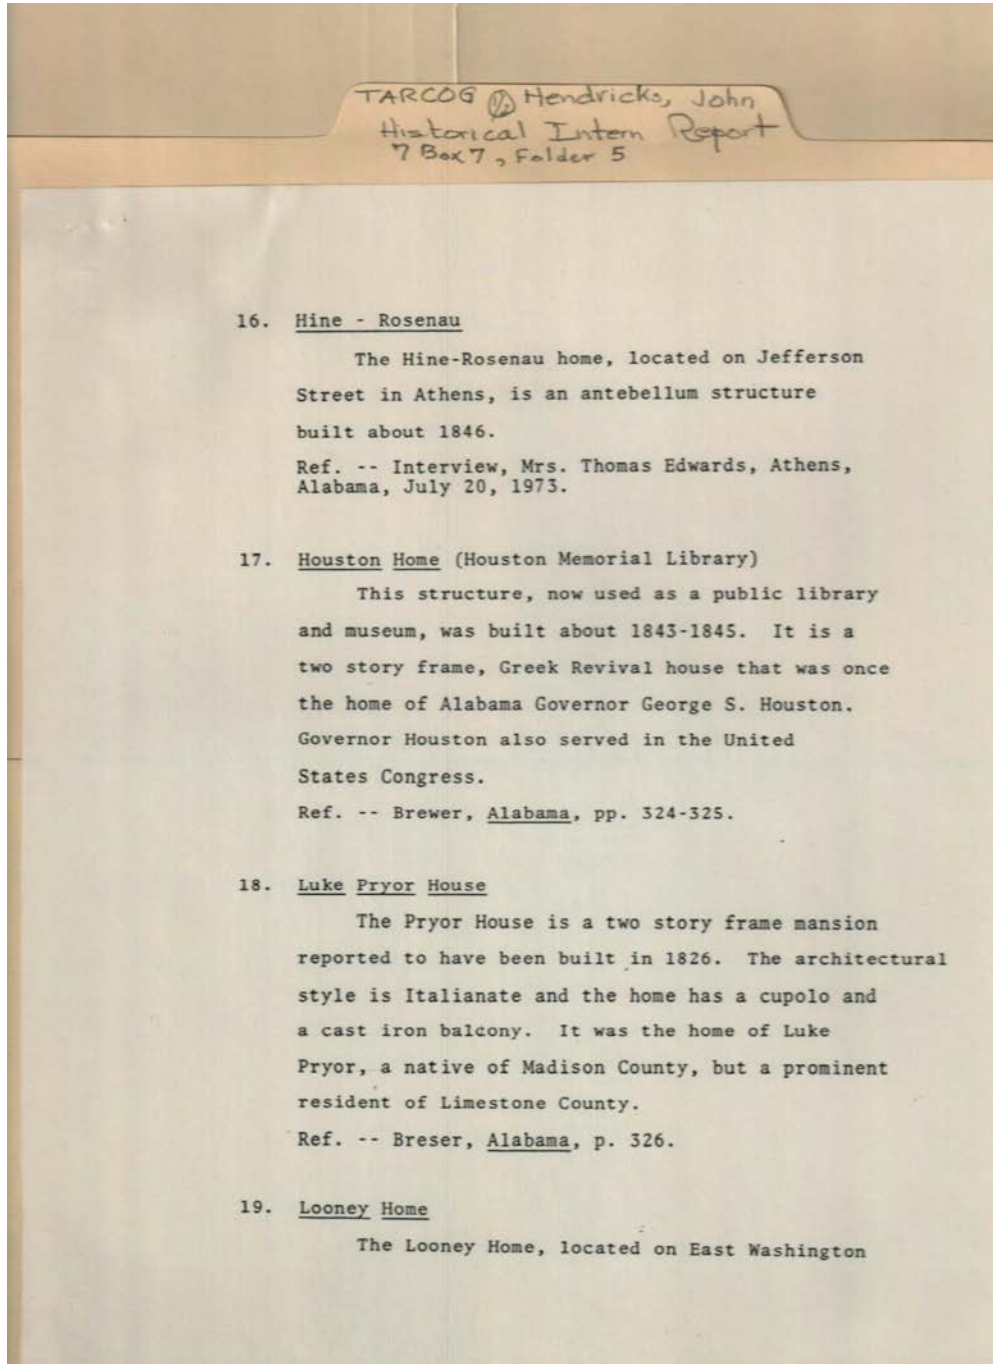 TARCOG Hendricks, John
Historical Intern Report
7 Box 7, Folder 5
16. Hine - Rosenau
The Hine-Rosenau home, located on Jefferson
Street in Athens, is an antebellum structure
built about 1846.
Ref. -- Interview, Mrs. Thomas Edwards, Athens,
Alabama, July 20, 1973.
17. Houston Home (Houston Memorial Library)
This structure, now used as a public library
and museum, was built about 1843-1845. It is a
two story frame, Greek Revival house that was once
the home of Alabama Governor George S. Houston.
Governor Houston also served in the United
States Congress.
Ref. -- Brewer, Alabama, pp. 324-325.
18. Luke Pryor House
The Pryor House is a two story frame mansion
reported to have been built in 1826. The architectural
style is Italianate and the home has a cupolo and
a cast iron balcony. It was the home of Luke
Pryor, a native of Madison County, but a prominent
resident of Limestone County.
Ref. -- Breser, Alabama, p. 326.
19. Looney Home
The Looney Home, located on East Washington